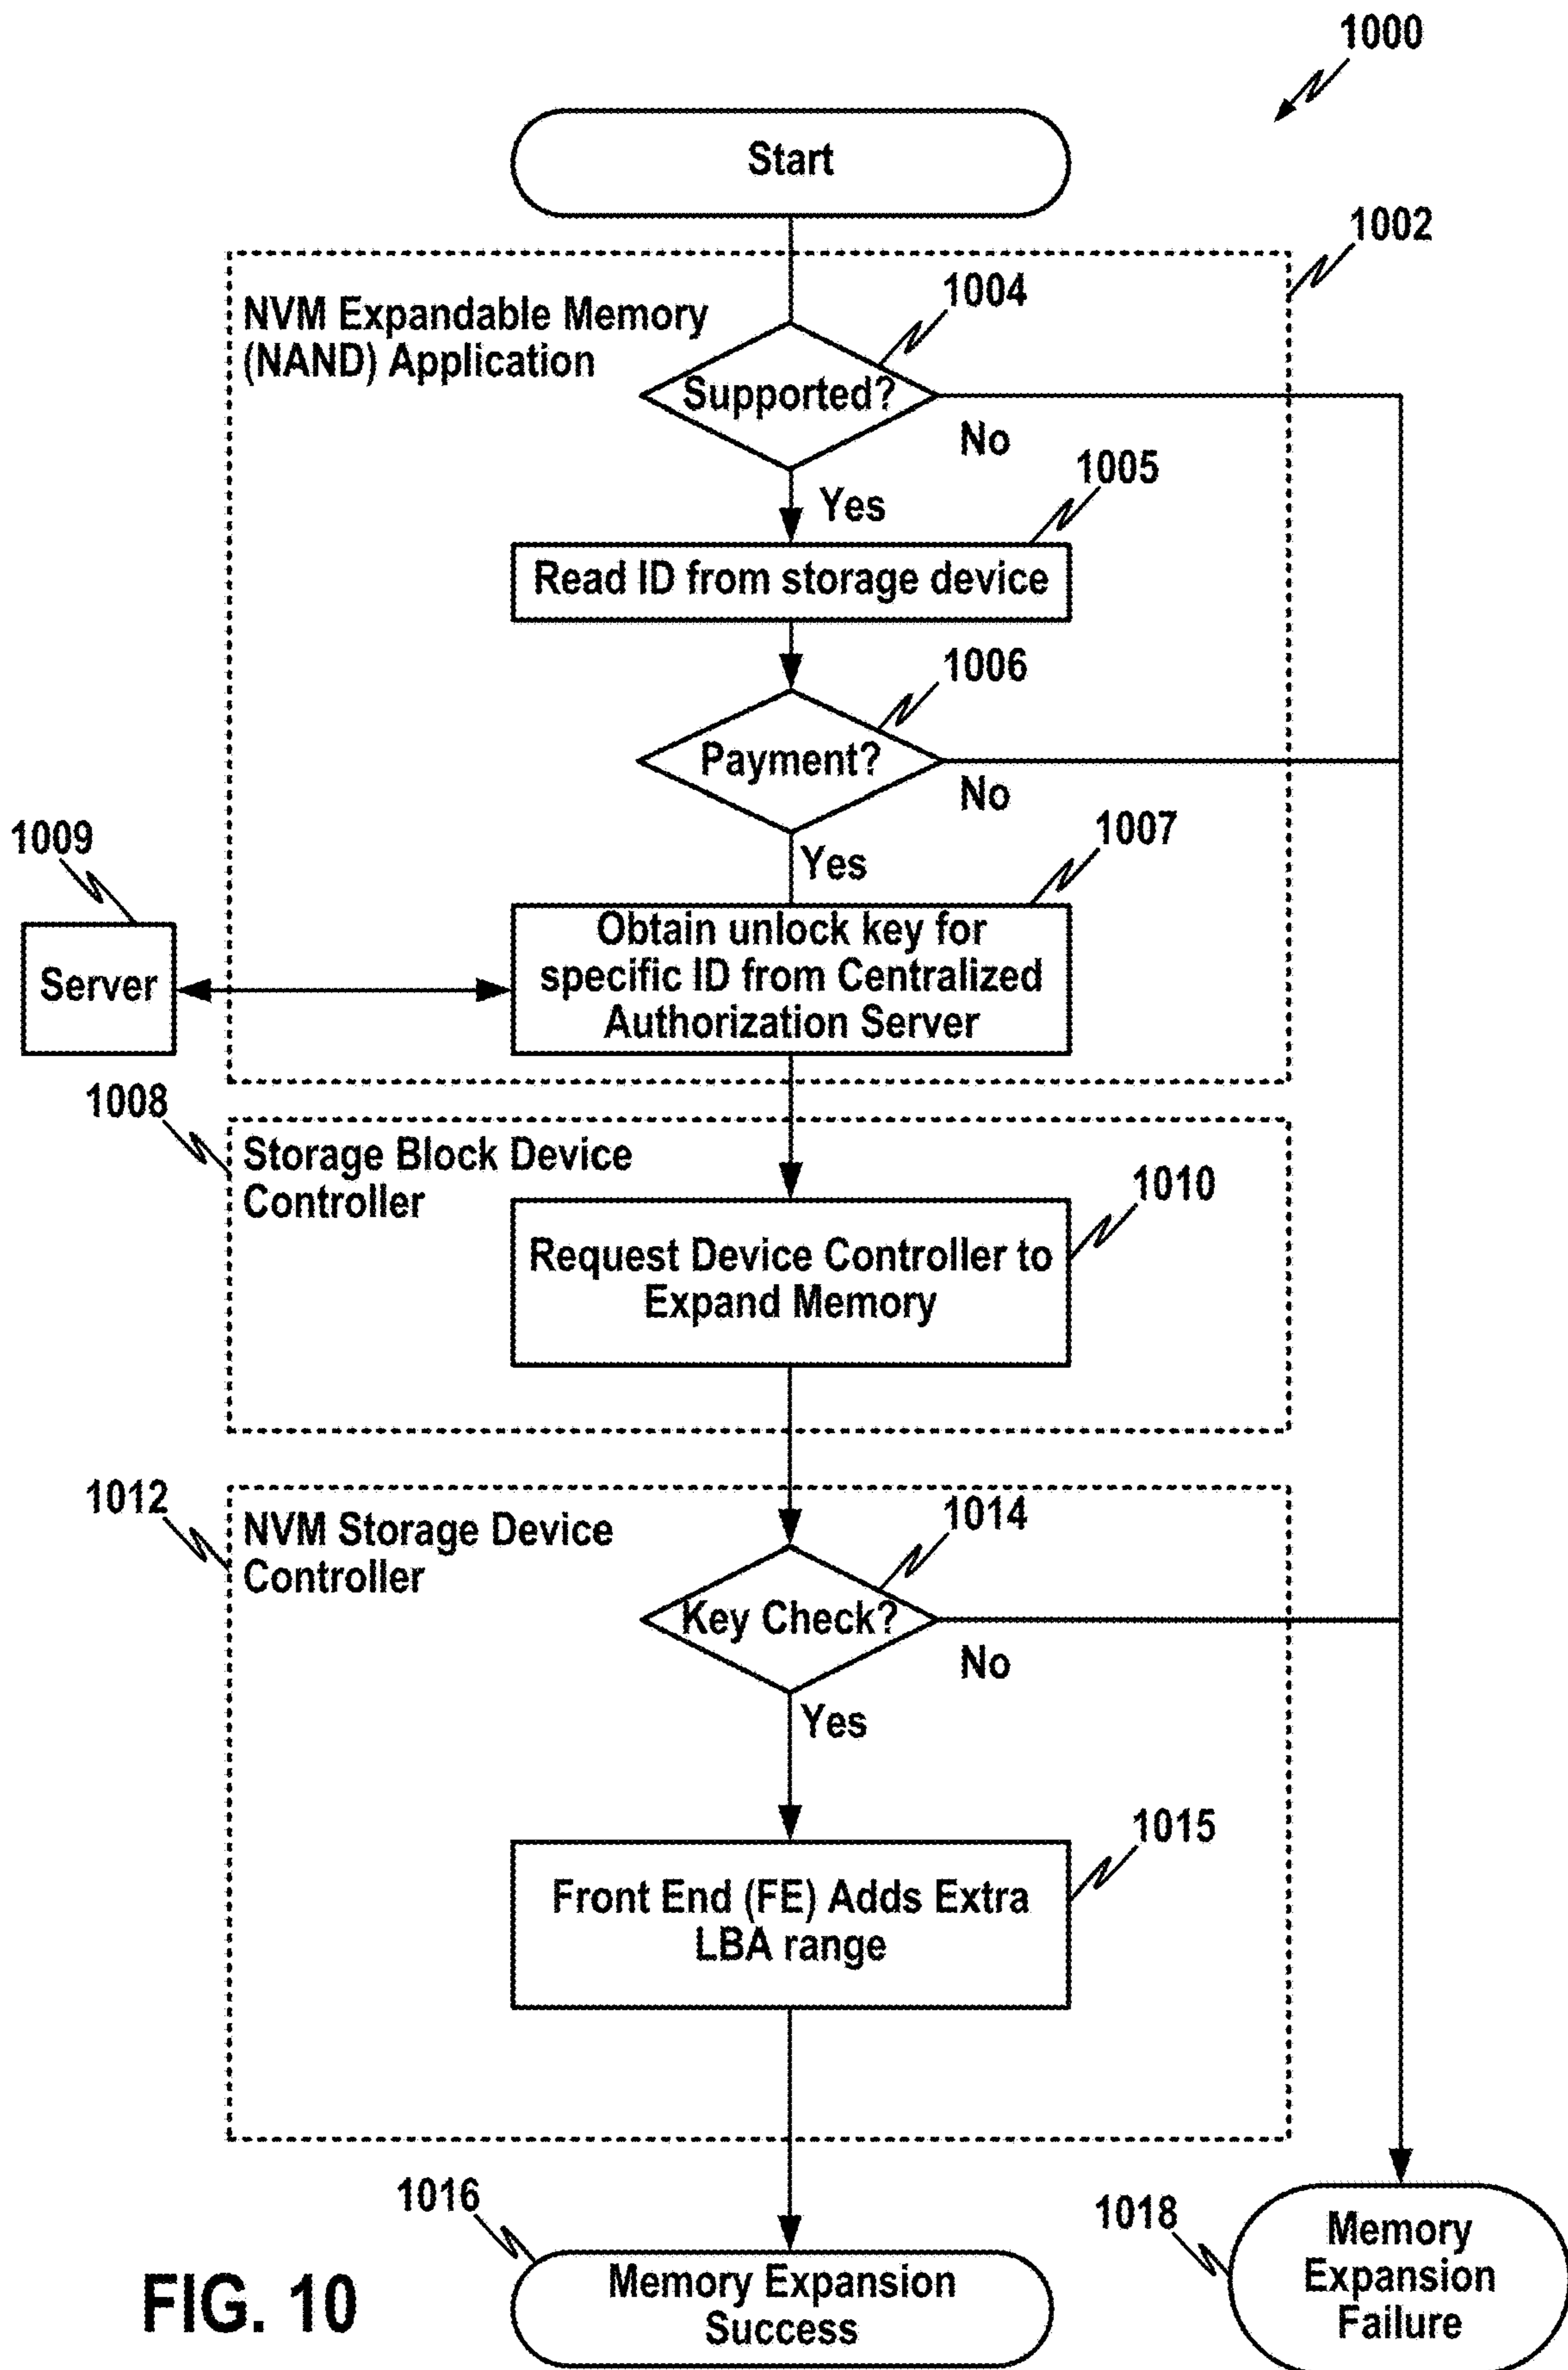 1000
Start
1002
NVM Expandable Memory
(NAND) Application
1004
Supported?
No
Yes
1005
Read ID from storage device
1006
Payment?
No
Yes
1007
1009
Server
Obtain unlock key for
specific ID from Centralized
Authorization Server
1008
Storage Block Device
Controller
1010
Request Device Controller to
Expand Memory
1012
NVM Storage Device
Controller
1014
Key Check?
No
Yes
1015
Front End (FE) Adds Extra
LBA range
1016
Memory Expansion
Success
1018
Memory
Expansion
Failure
FIG. 10